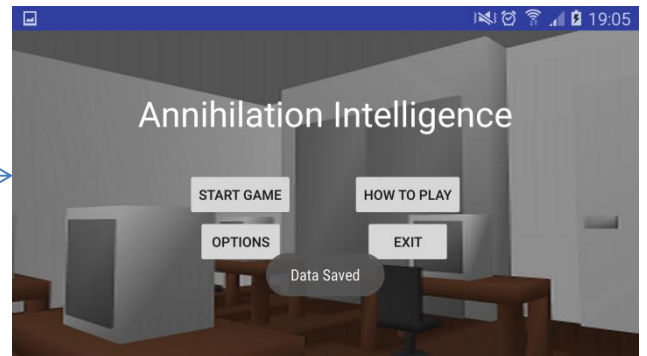 19:05
Annihilation Intelligence
START GAME HOW TO PLAY
OPTIONS EXIT
Data Saved